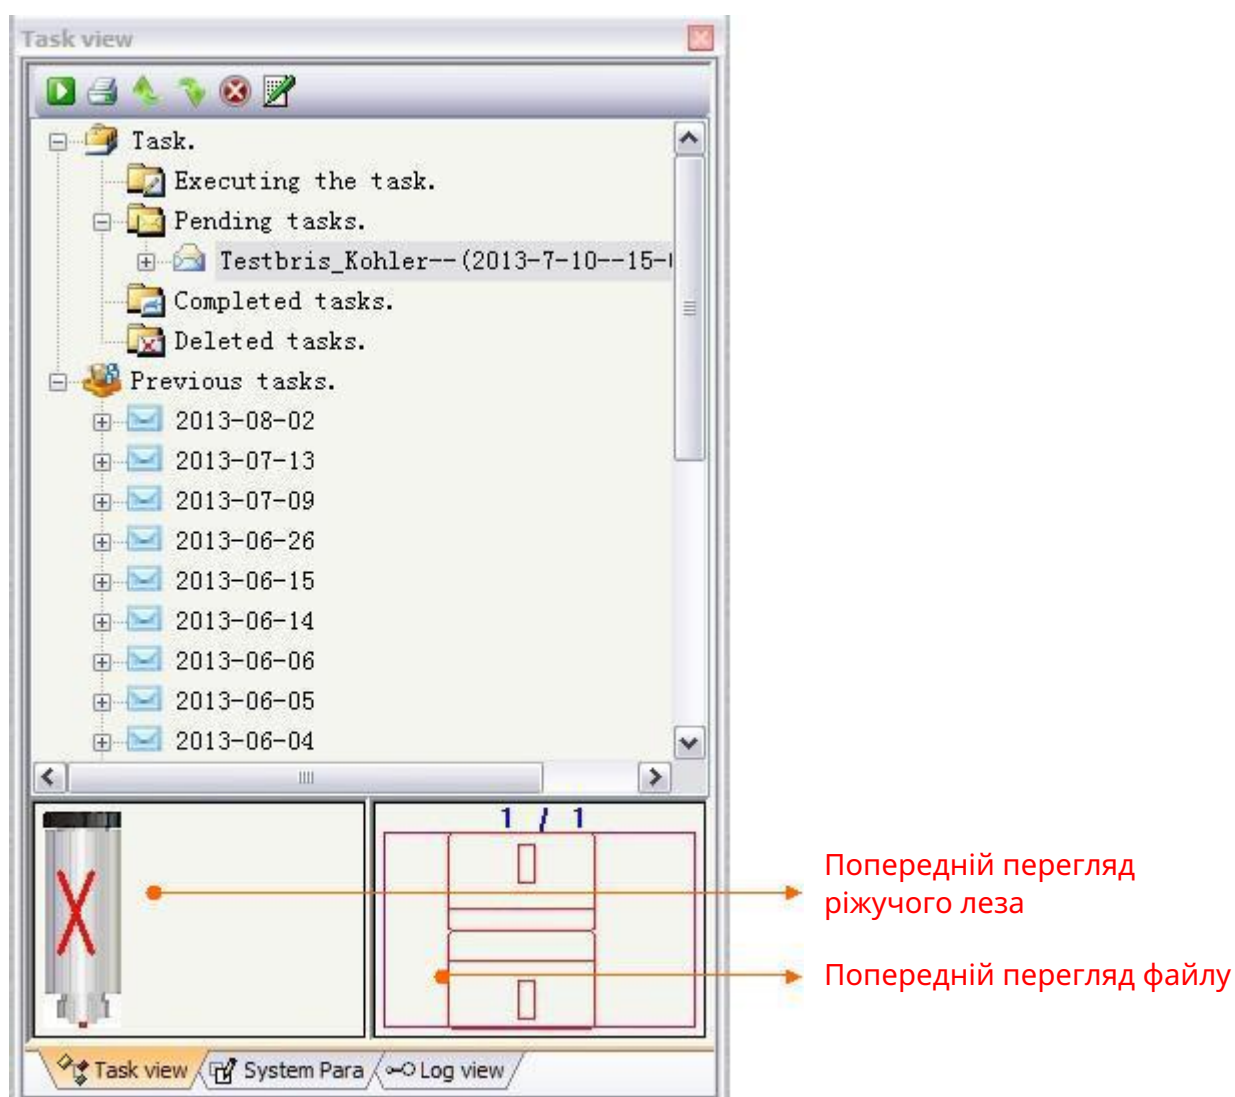 Task view
Task.
Executing the task.
Pending tasks.
Testbris_Kohler--(2013-7-10--15-
Completed tasks.
Deleted tasks.
Previous tasks.
2013-08-02
2013-07-13
2013-07-09
2013-06-26
2013-06-15
2013-06-14
2013-06-06
2013-06-05
2013-06-04
1 / 1
Попередній перегляд
ріжучого леза
Попередній перегляд файлу
Task view System Para Log view